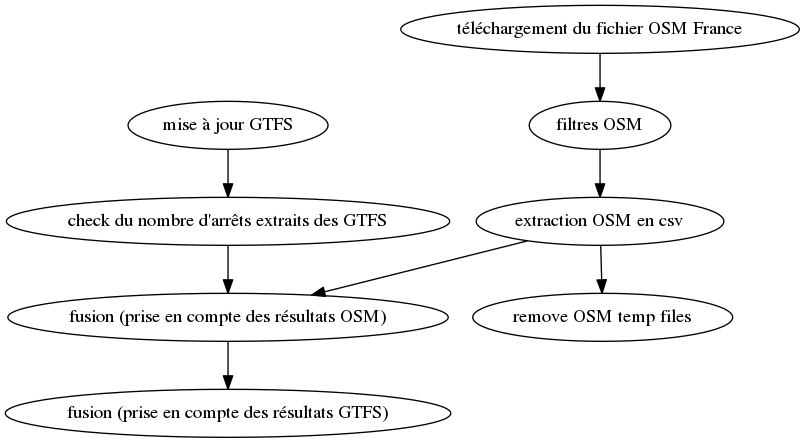 téléchargement du fichier OSM France
mise à jour GTFS
filtres OSM
check du nombre d'arrêts extraits des GTFS
extraction OSM en csv
fusion (prise en compte des résultats OSM)
remove OSM temp files
fusion (prise en compte des résultats GTFS)